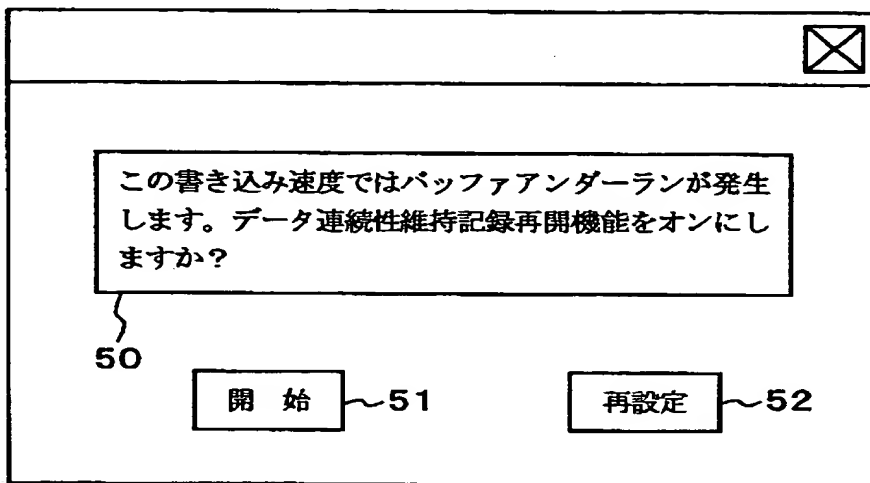 この書き込み速度ではバッファアンダーランが発生
します。データ連続性維持記録再開機能をオンにし
ますか?
50
開 始 51
再設定 52